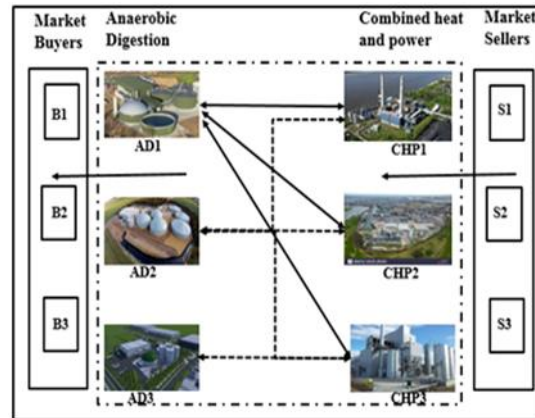 Market
Buyers
Anaerobic
Digestion
Combined heat
and power
Market
Sellers
B1
AD1
CHP1
S1
B2
AD2
CHP2
S2
B3
AD3
CHP3
S3